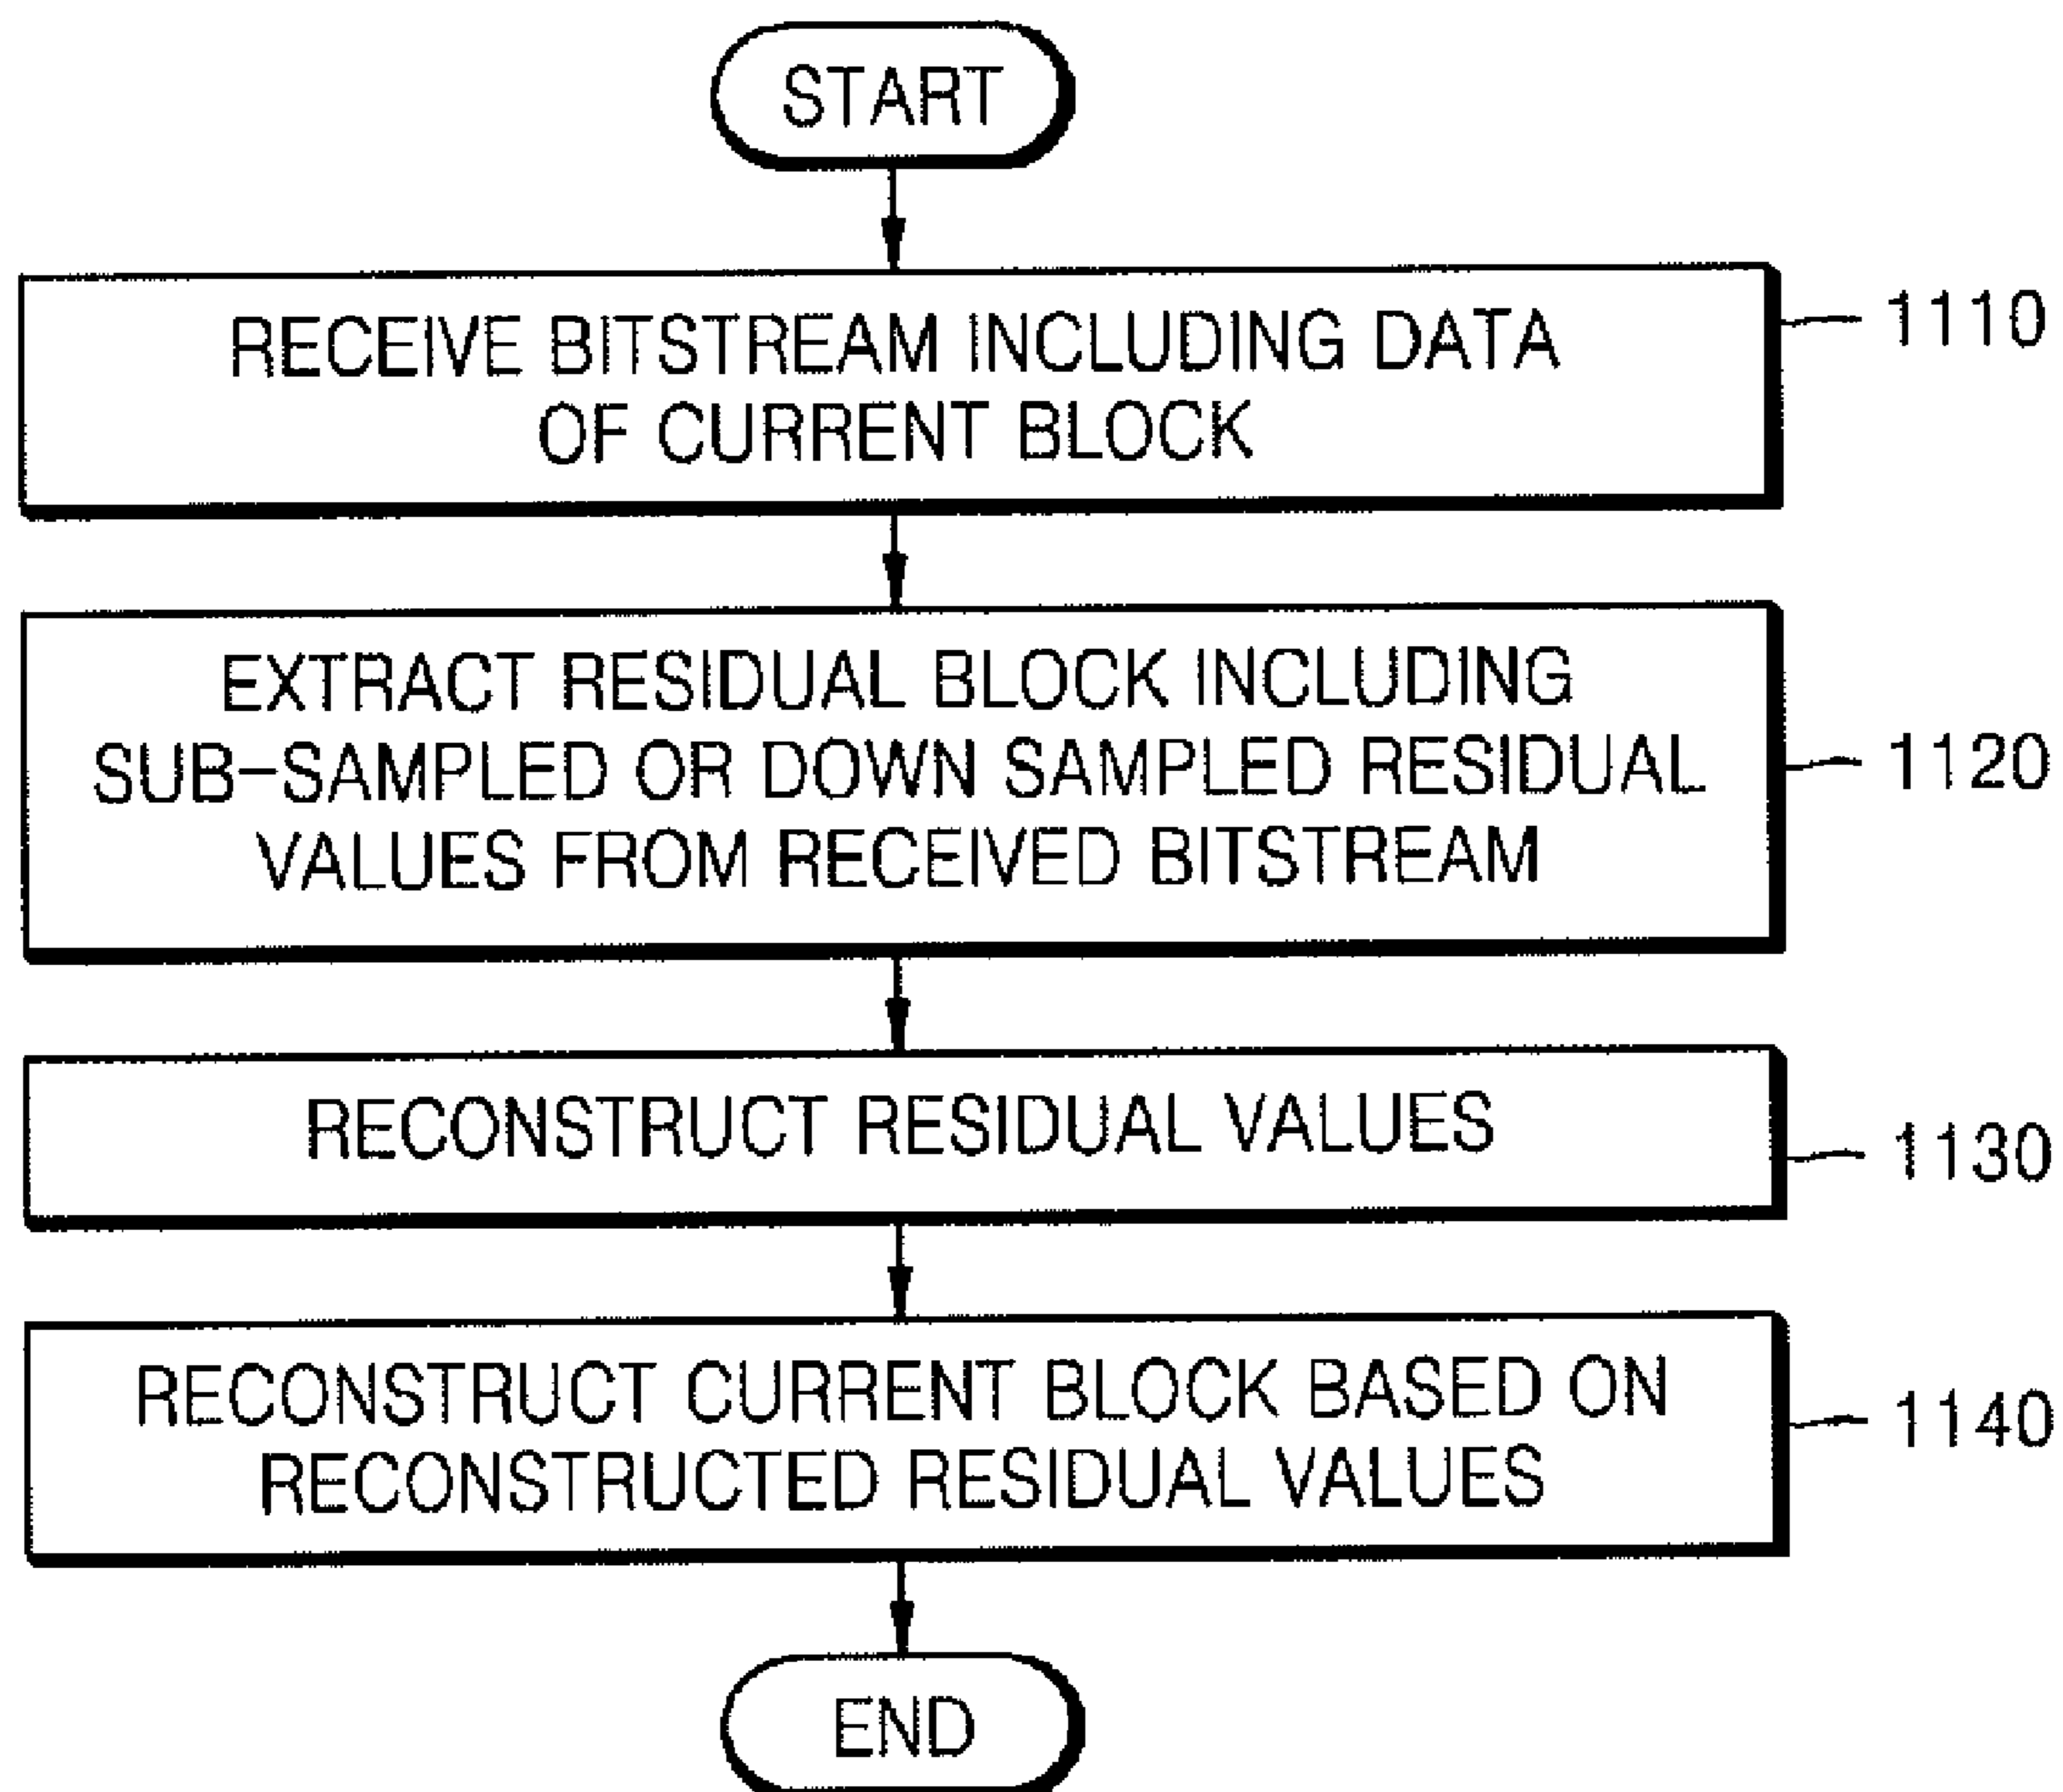 START
RECEIVE BITSTREAM INCLUDING DATA
OF CURRENT BLOCK
1110
EXTRACT RESIDUAL BLOCK INCLUDING
SUB-SAMPLED OR DOWN SAMPLED RESIDUAL
VALUES FROM RECEIVED BITSTREAM
1120
RECONSTRUCT RESIDUAL VALUES
1130
RECONSTRUCT CURRENT BLOCK BASED ON
RECONSTRUCTED RESIDUAL VALUES
1140
END